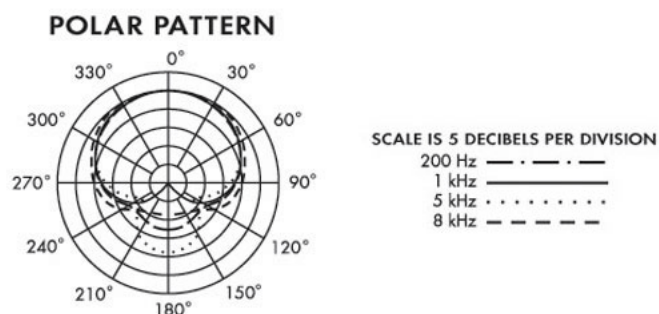 POLAR PATTERN
0°
330°
30°
300°
60°
270°
90°
240°
120°
210°
150°
180°
SCALE IS 5 DECIBELS PER DIVISION
200 Hz
1 kHz
5 kHz
8 kHz